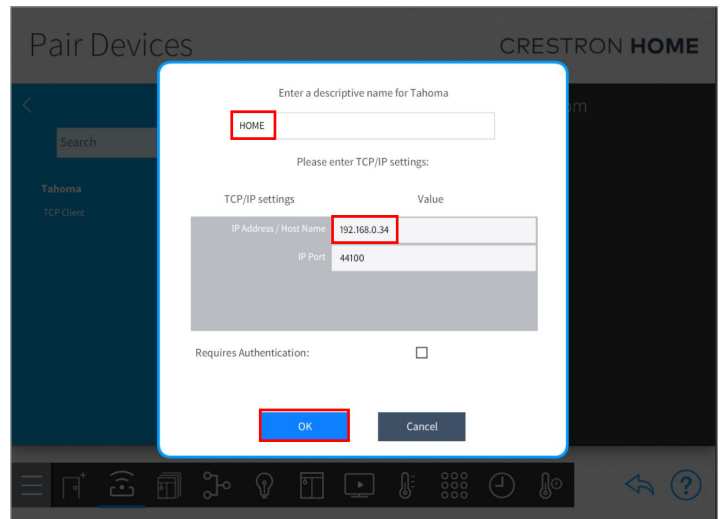 Pair Devices
CRESTRON HOME
Enter a descriptive name for Tahoma
HOME
Please enter TCP/IP settings:
Search
Tahoma
TCP Client
TCP/IP settings Value
IP Address / Host Name 192.168.0.34
IP Port 44100
Requires Authentication:
OK Cancel
?